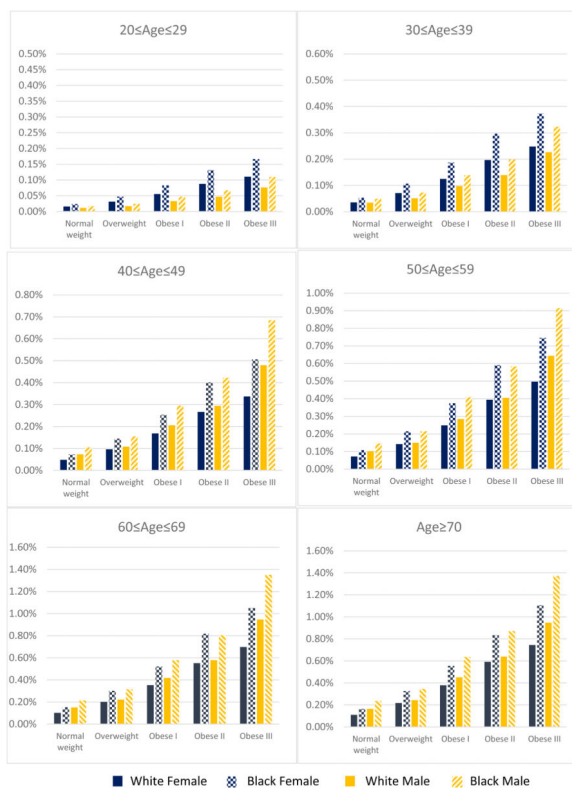 20≤Age≤29
0.50%
0.45%
0.40%
0.35%
0.30%
0.25%
0.20%
0.15%
0.10%
0.05%
0.00%
Normal weight
Overweight
Obese I
Obese II
Obese III
30≤Age≤39
0.60%
0.50%
0.40%
0.30%
0.20%
0.10%
0.00%
Normal weight
Overweight
Obese I
Obese II
Obese III
40≤Age≤49
0.80%
0.70%
0.60%
0.50%
0.40%
0.30%
0.20%
0.10%
0.00%
Normal weight
Overweight
Obese I
Obese II
Obese III
50≤Age≤59
1.00%
0.90%
0.80%
0.70%
0.60%
0.50%
0.40%
0.30%
0.20%
0.10%
0.00%
Normal weight
Overweight
Obese I
Obese II
Obese III
60≤Age≤69
1.60%
1.40%
1.20%
1.00%
0.80%
0.60%
0.40%
0.20%
0.00%
Normal weight
Overweight
Obese I
Obese II
Obese III
Age≥70
1.60%
1.40%
1.20%
1.00%
0.80%
0.60%
0.40%
0.20%
0.00%
Normal weight
Overweight
Obese I
Obese II
Obese III
White Female Black Female White Male Black Male